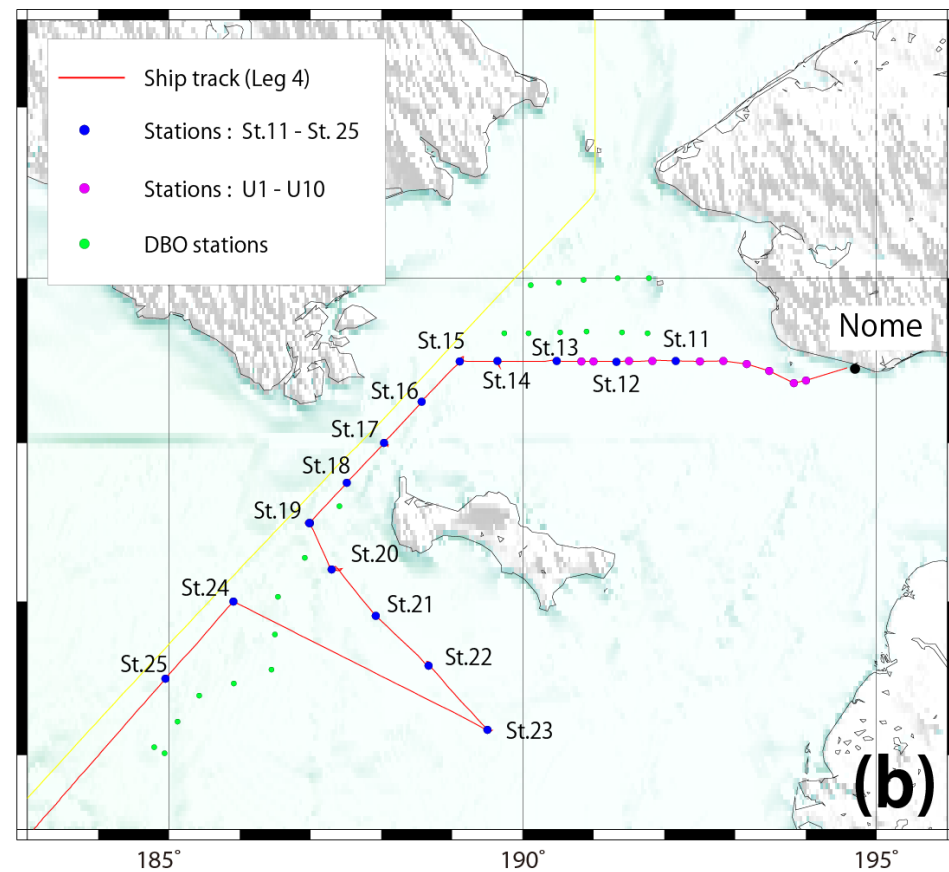 Ship track (Leg 4)
Stations : St.11 - St. 25
Stations : U1 - U10
DBO stations
Nome
St.15
St.13
St.11
St.14
St.12
St.16
St.17
St.18
St.19
St.20
St.24
St.21
St.25
St.22
St.23
(b)
185°
190°
195°